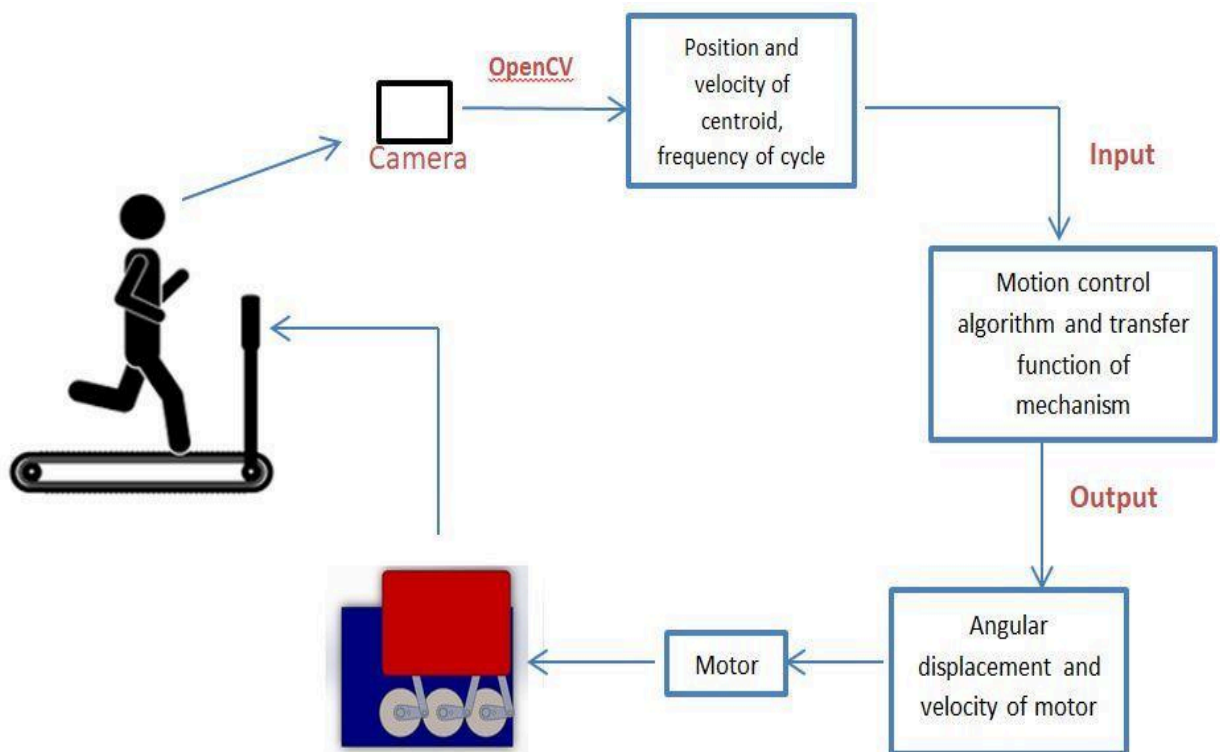 OpenCV
Position and
velocity of
centroid,
frequency of cycle
Camera
Input
Motion control
algorithm and transfer
function of
mechanism
Output
Angular
displacement and
velocity of motor
Motor